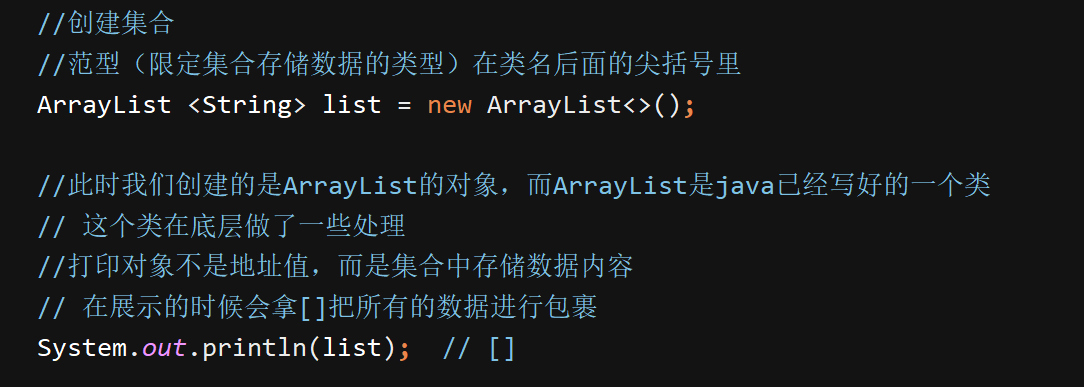 //创建集合
//范型（限定集合存储数据的类型）在类名后面的尖括号里
ArrayList <String> list = new ArrayList<>();
//此时我们创建的是ArrayList的对象，而ArrayList是java已经写好的一个类
// 这个类在底层做了一些处理
//打印对象不是地址值，而是集合中存储数据内容
// 在展示的时候会拿[]把所有的数据进行包裹
System.out.println(list);  // []